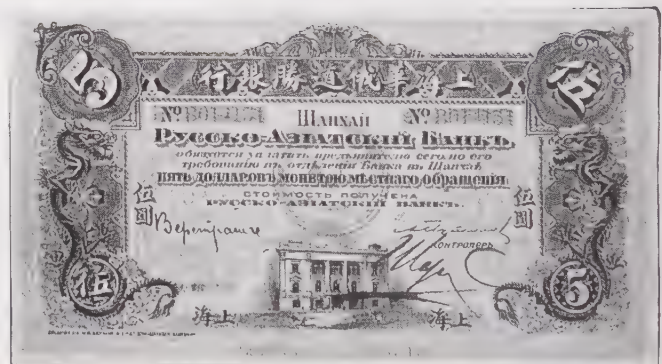 5 伍
上海華俄道勝銀行
Nº Шанхай Nº
Русско-Азiатскiй Банкъ
обязуется уплатить предъявителю сего по его
требованiю въ отделенiи Банка въ Шанхаѣ
пять долларовъ монетою мѣстнаго обращенiя.
СТОИМОСТЬ ПОЛУЧЕНА
РУССКО-АЗIАТСКIЙ БАНКЪ.
伍圓 伍圓
КОНТРОЛЕРЪ
伍 5
上海 上海